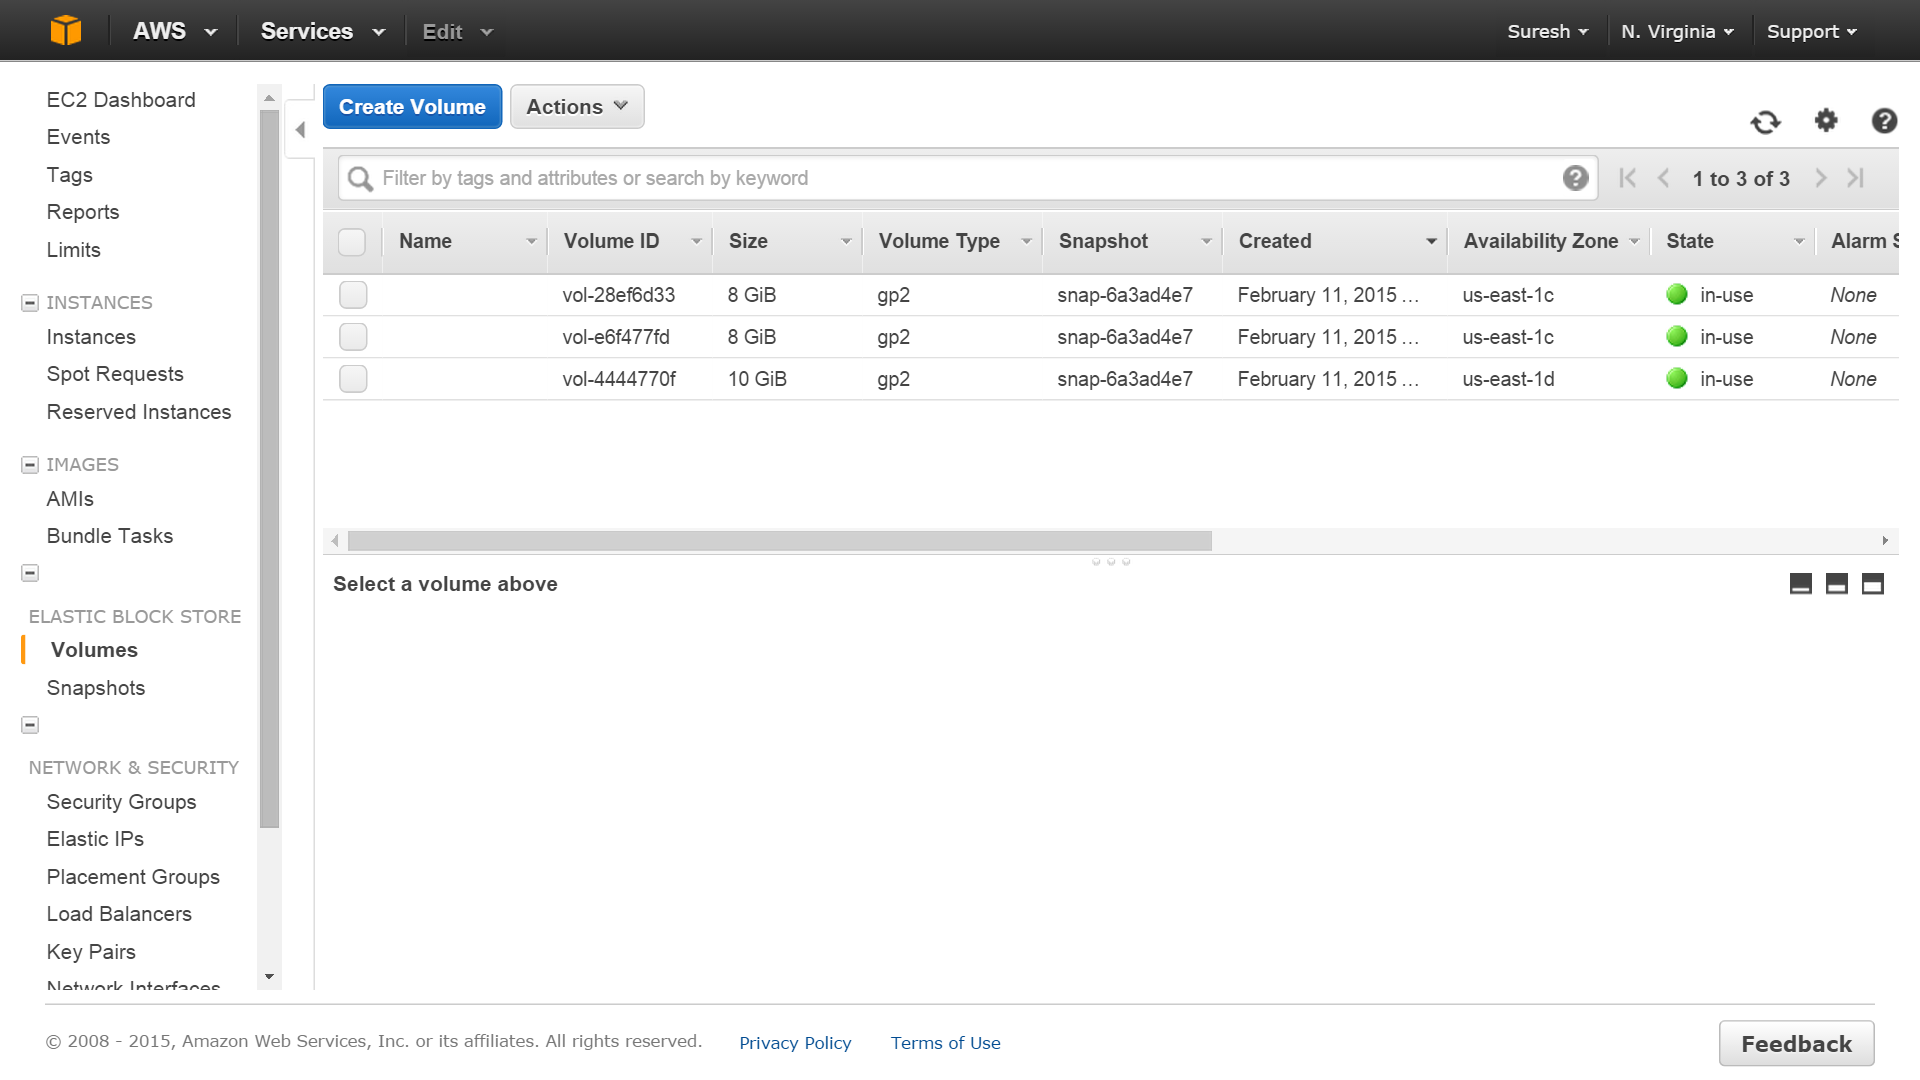 AWS Services Edit Suresh N. Virginia Support
EC2 Dashboard
Events
Tags
Reports
Limits
INSTANCES
Instances
Spot Requests
Reserved Instances
IMAGES
AMIs
Bundle Tasks
ELASTIC BLOCK STORE
Volumes
Snapshots
NETWORK & SECURITY
Security Groups
Elastic IPs
Placement Groups
Load Balancers
Key Pairs
Network Interfaces
Create Volume Actions
Filter by tags and attributes or search by keyword 1 to 3 of 3
Name Volume ID Size Volume Type Snapshot Created Availability Zone State Alarm S
vol-28ef6d33 8 GiB gp2 snap-6a3ad4e7 February 11, 2015 ... us-east-1c in-use None
vol-e6f477fd 8 GiB gp2 snap-6a3ad4e7 February 11, 2015 ... us-east-1c in-use None
vol-4444770f 10 GiB gp2 snap-6a3ad4e7 February 11, 2015 ... us-east-1d in-use None
Select a volume above
© 2008 - 2015, Amazon Web Services, Inc. or its affiliates. All rights reserved. Privacy Policy Terms of Use Feedback